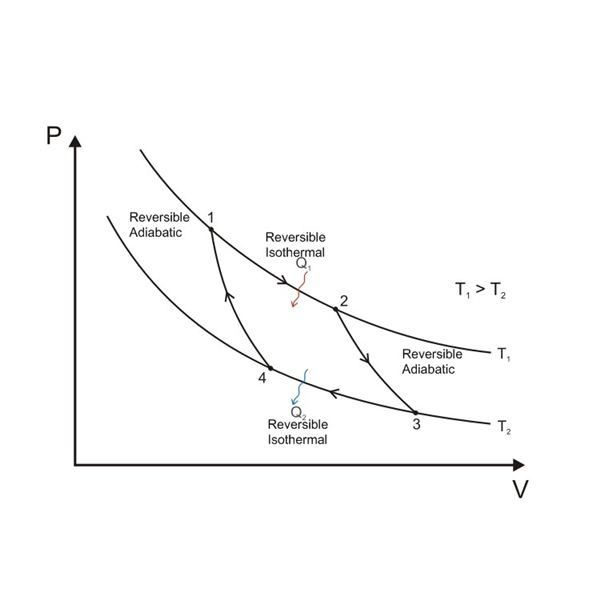 P
Reversible
Adiabatic
1
Reversible
Isothermal
Q₁
2
T₁ > T₂
T₁
Reversible
Adiabatic
4
3
T₂
Q₂
Reversible
Isothermal
V